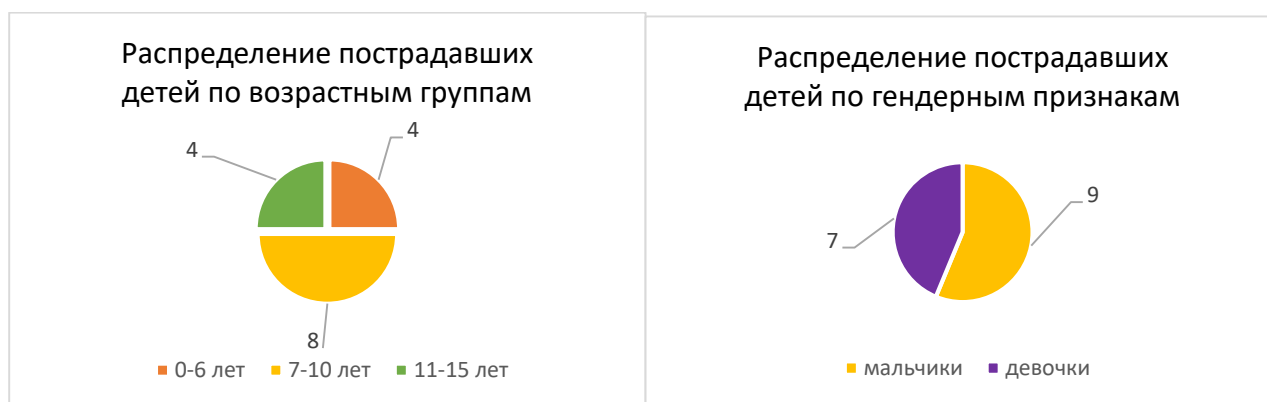 Распределение пострадавших
детей по возрастным группам
4
4
8
0-6 лет 7-10 лет 11-15 лет
Распределение пострадавших
детей по гендерным признакам
9
7
мальчики девочки